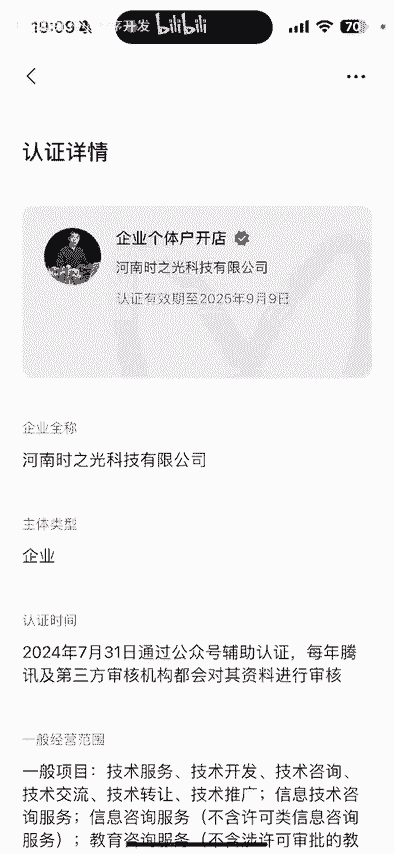 19:09
序开发 bilibili
70
认证详情
企业个体户开店
河南时之光科技有限公司
认证有效期至2025年9月9日
企业全称
河南时之光科技有限公司
主体类型
企业
认证时间
2024年7月31日通过公众号辅助认证，每年腾
讯及第三方审核机构都会对其资料进行审核
一般经营范围
一般项目：技术服务、技术开发、技术咨询、
技术交流、技术转让、技术推广；信息技术咨
询服务；信息咨询服务（不含许可类信息咨询
服务）；教育咨询服务（不含涉许可审批的教